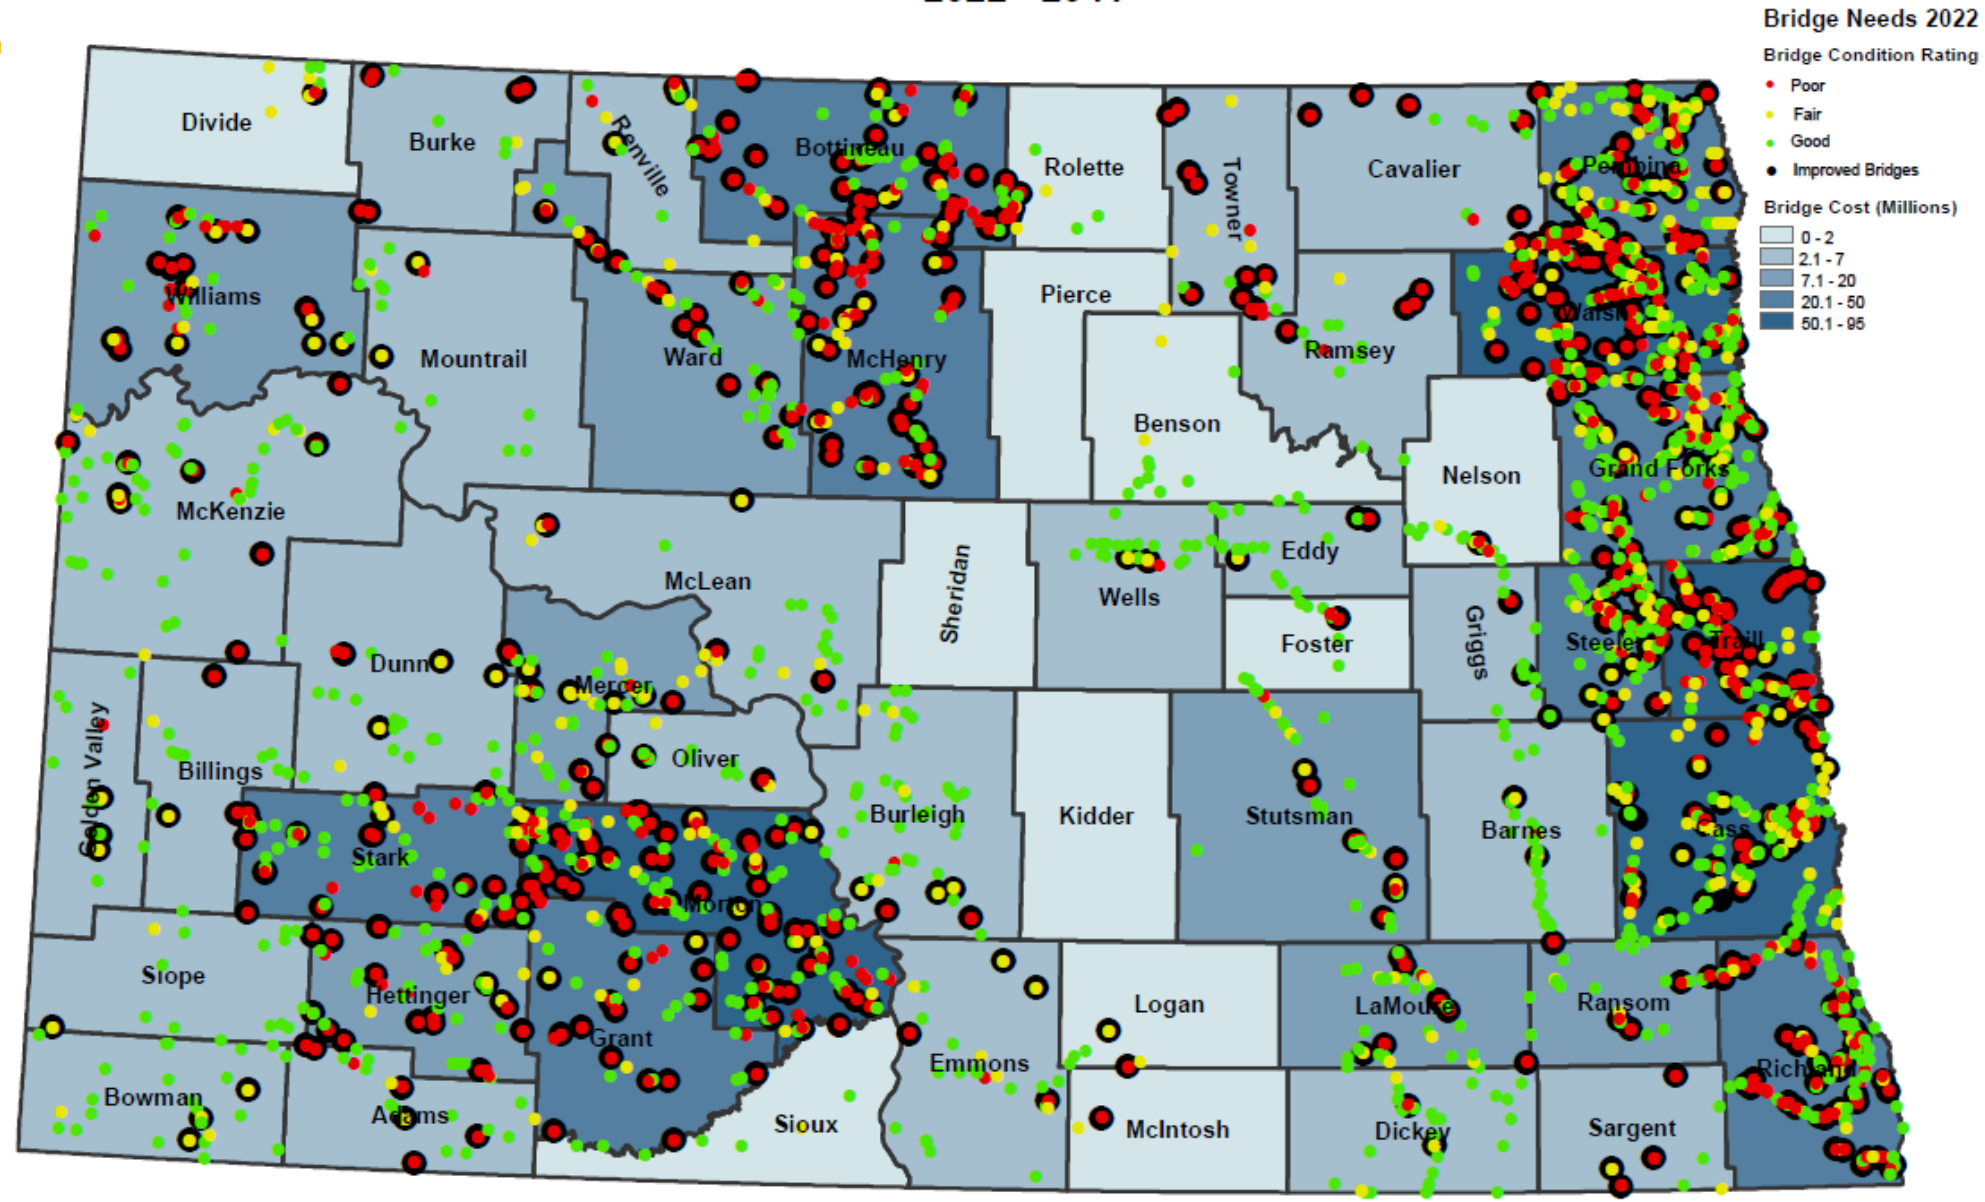 Bridge Needs 2022
Bridge Condition Rating
Poor
Fair
Good
Improved Bridges
Bridge Cost (Millions)
0 - 2
2.1 - 7
7.1 - 20
20.1 - 50
50.1 - 95
Divide
Burke
Renville
Bottineau
Rolette
Towner
Cavalier
Pembina
Williams
Mountrail
Ward
McHenry
Pierce
Benson
Ramsey
Walsh
Nelson
Grand Forks
McKenzie
McLean
Sheridan
Wells
Eddy
Foster
Griggs
Steele
Traill
Dunn
Mercer
Oliver
Golden Valley
Billings
Stark
Morton
Burleigh
Kidder
Stutsman
Barnes
Cass
Slope
Hettinger
Grant
Logan
LaMoure
Ransom
Richland
Bowman
Adams
Sioux
Emmons
McIntosh
Dickey
Sargent